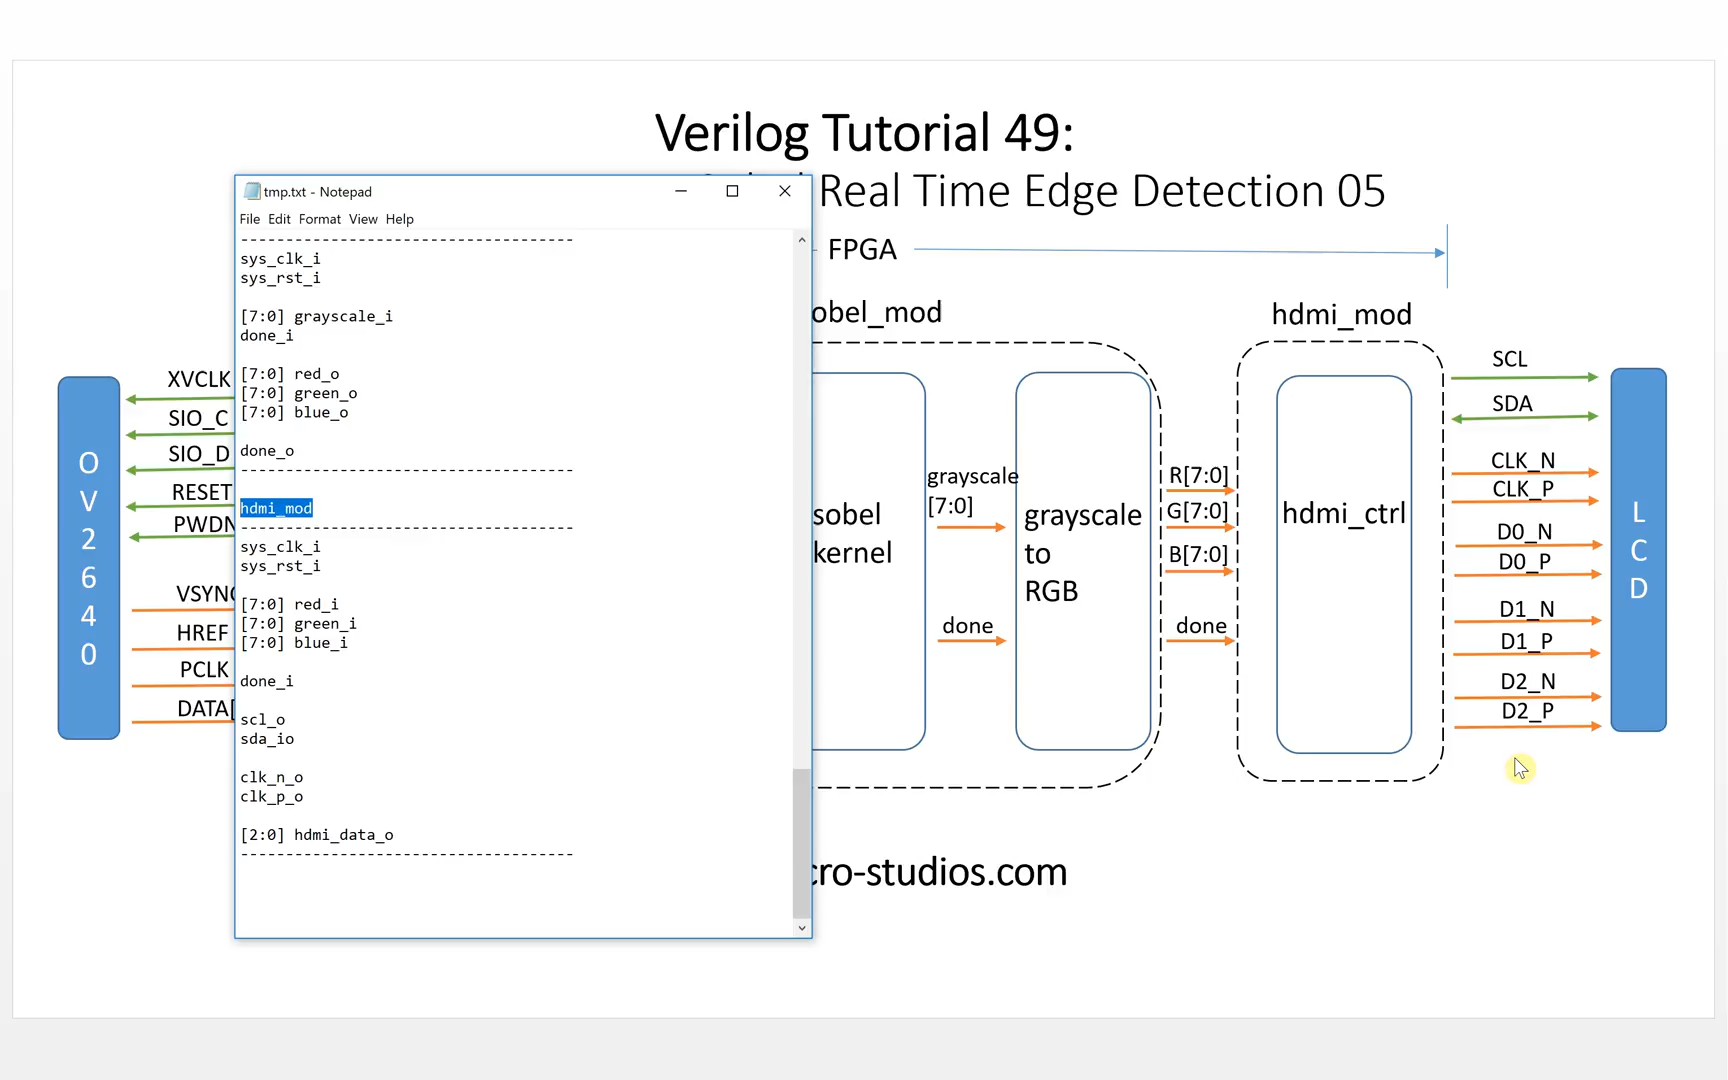 Verilog Tutorial 49:
Real Time Edge Detection 05
FPGA
tmp.txt - Notepad
File Edit Format View Help
------------------------------------
sys_clk_i
sys_rst_i
[7:0] grayscale_i
done_i
[7:0] red_o
[7:0] green_o
[7:0] blue_o
done_o
------------------------------------
hdmi_mod
------------------------------------
sys_clk_i
sys_rst_i
[7:0] red_i
[7:0] green_i
[7:0] blue_i
done_i
scl_o
sda_io
clk_n_o
clk_p_o
[2:0] hdmi_data_o
------------------------------------
OV2640
XVCLK
SIO_C
SIO_D
RESET
PWDN
VSYNC
HREF
PCLK
DATA[
obel_mod
sobel
kernel
grayscale
[7:0]
done
grayscale
to
RGB
R[7:0]
G[7:0]
B[7:0]
done
hdmi_mod
hdmi_ctrl
SCL
SDA
CLK_N
CLK_P
D0_N
D0_P
D1_N
D1_P
D2_N
D2_P
LCD
cro-studios.com